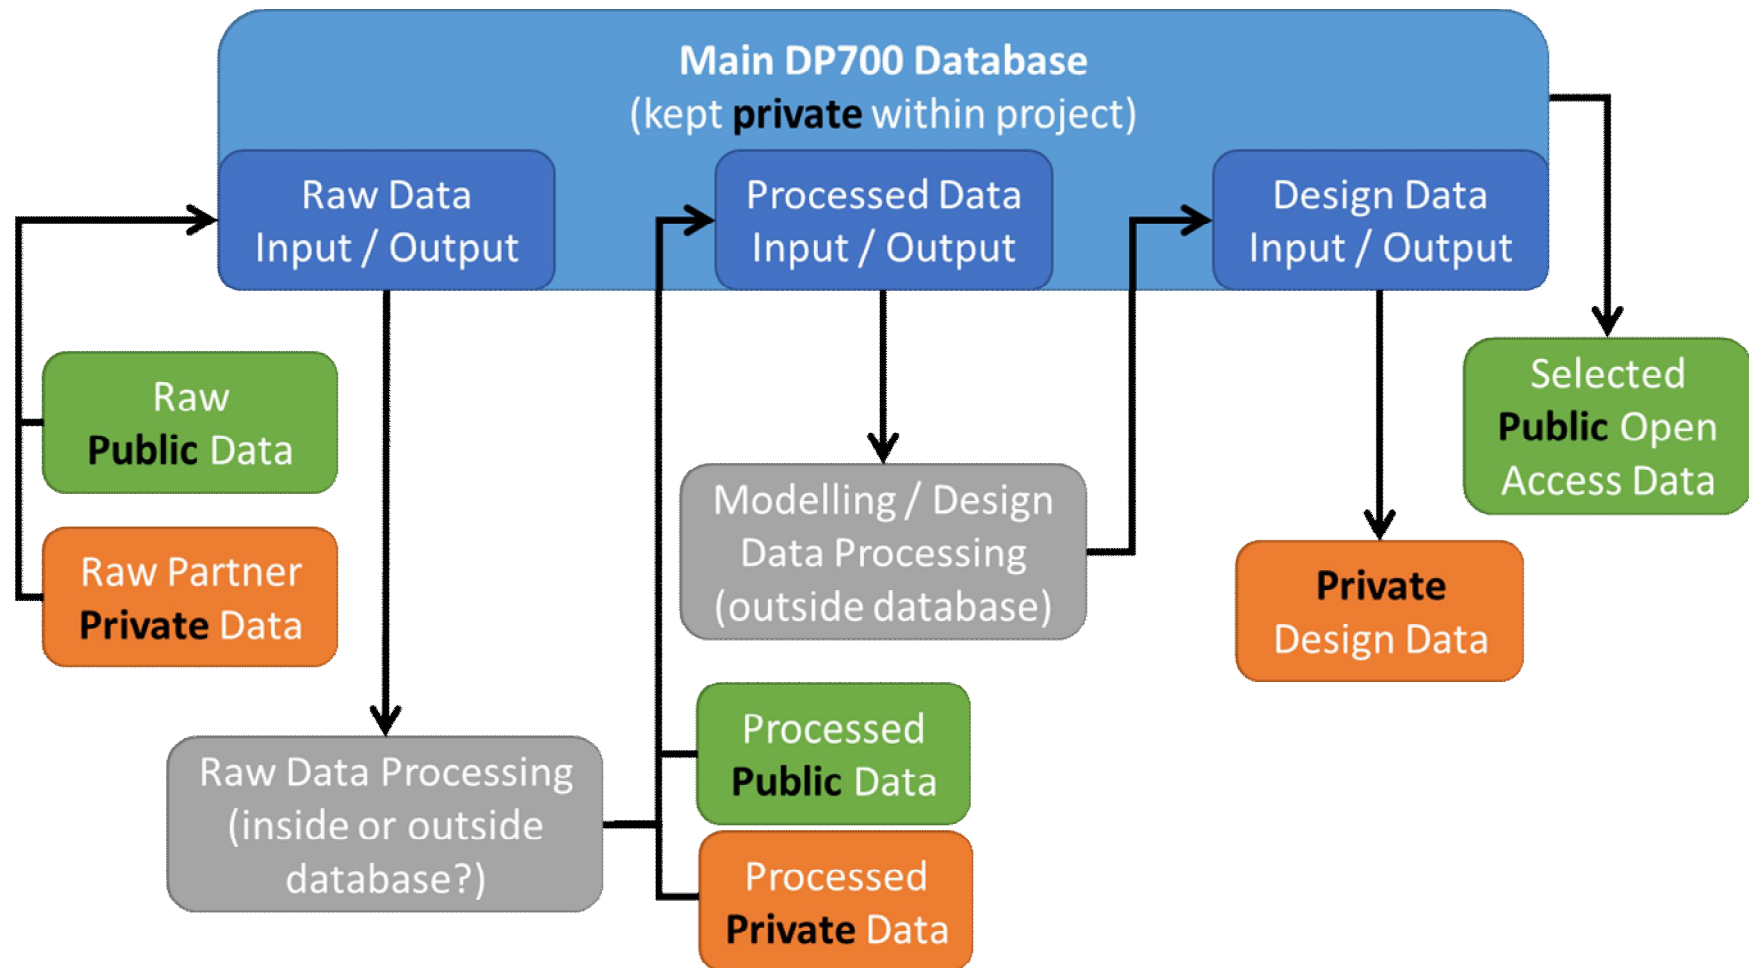 Main DP700 Database
(kept private within project)
Raw Data
Input / Output
Processed Data
Input / Output
Design Data
Input / Output
Raw
Public Data
Raw Partner
Private Data
Selected
Public Open
Access Data
Modelling / Design
Data Processing
(outside database)
Private
Design Data
Raw Data Processing
(inside or outside
database?)
Processed
Public Data
Processed
Private Data